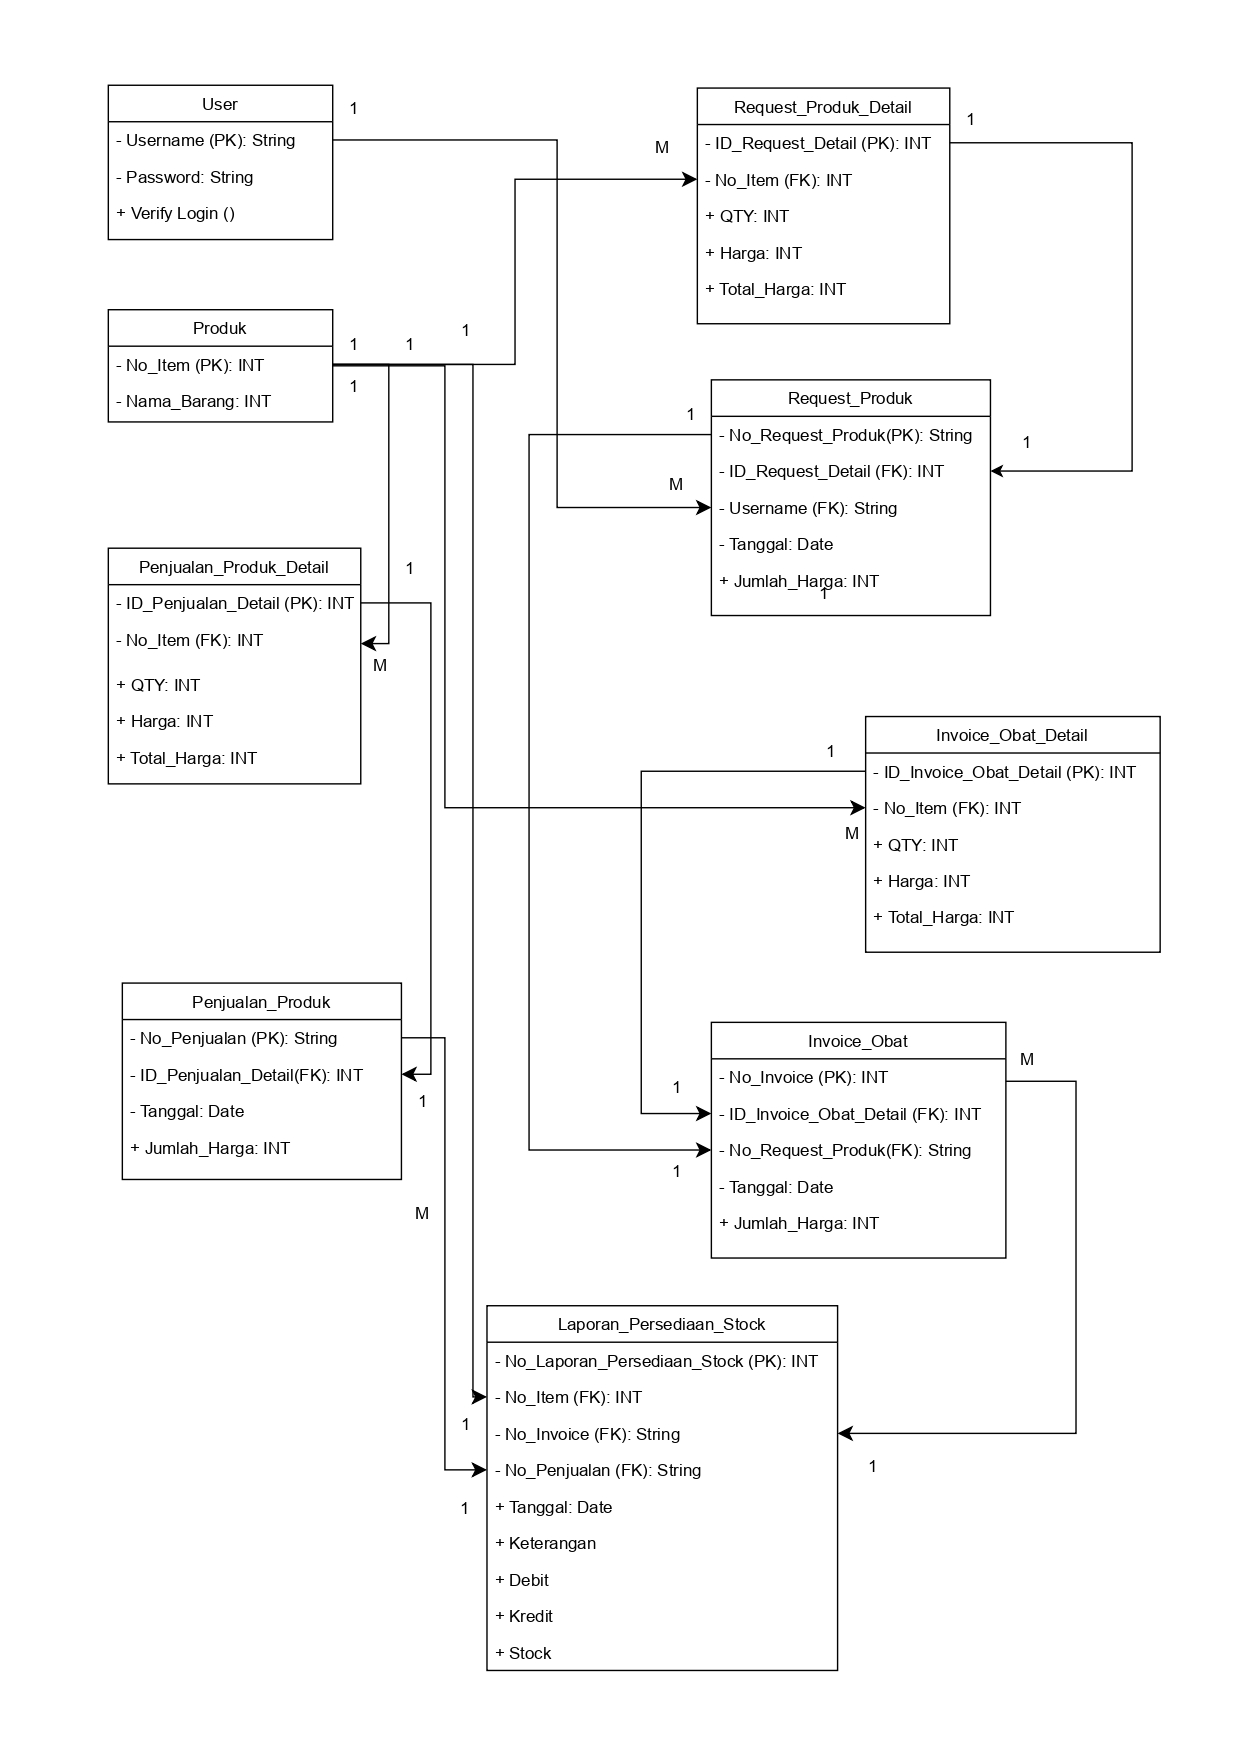 User
- Username (PK): String
- Password: String
+ Verify Login ()
1
Request_Produk_Detail
- ID_Request_Detail (PK): INT
- No_Item (FK): INT
+ QTY: INT
+ Harga: INT
+ Total_Harga: INT
1
M
Produk
- No_Item (PK): INT
- Nama_Barang: INT
1
1
1
1
Request_Produk
- No_Request_Produk(PK): String
- ID_Request_Detail (FK): INT
- Username (FK): String
- Tanggal: Date
+ Jumlah_Harga: INT
1
1
1
M
Penjualan_Produk_Detail
- ID_Penjualan_Detail (PK): INT
- No_Item (FK): INT
+ QTY: INT
+ Harga: INT
+ Total_Harga: INT
1
M
Invoice_Obat_Detail
- ID_Invoice_Obat_Detail (PK): INT
- No_Item (FK): INT
+ QTY: INT
+ Harga: INT
+ Total_Harga: INT
1
M
Penjualan_Produk
- No_Penjualan (PK): String
- ID_Penjualan_Detail(FK): INT
- Tanggal: Date
+ Jumlah_Harga: INT
1
M
Invoice_Obat
- No_Invoice (PK): INT
- ID_Invoice_Obat_Detail (FK): INT
- No_Request_Produk(FK): String
- Tanggal: Date
+ Jumlah_Harga: INT
M
1
1
Laporan_Persediaan_Stock
- No_Laporan_Persediaan_Stock (PK): INT
- No_Item (FK): INT
- No_Invoice (FK): String
- No_Penjualan (FK): String
+ Tanggal: Date
+ Keterangan
+ Debit
+ Kredit
+ Stock
1
1
1